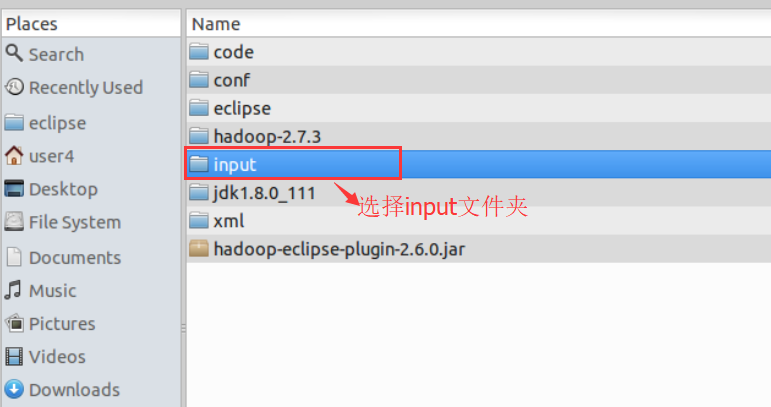 Places
Search
Recently Used
eclipse
user4
Desktop
File System
Documents
Music
Pictures
Videos
Downloads
Name
code
conf
eclipse
hadoop-2.7.3
input
jdk1.8.0_111
选择input文件夹
xml
hadoop-eclipse-plugin-2.6.0.jar